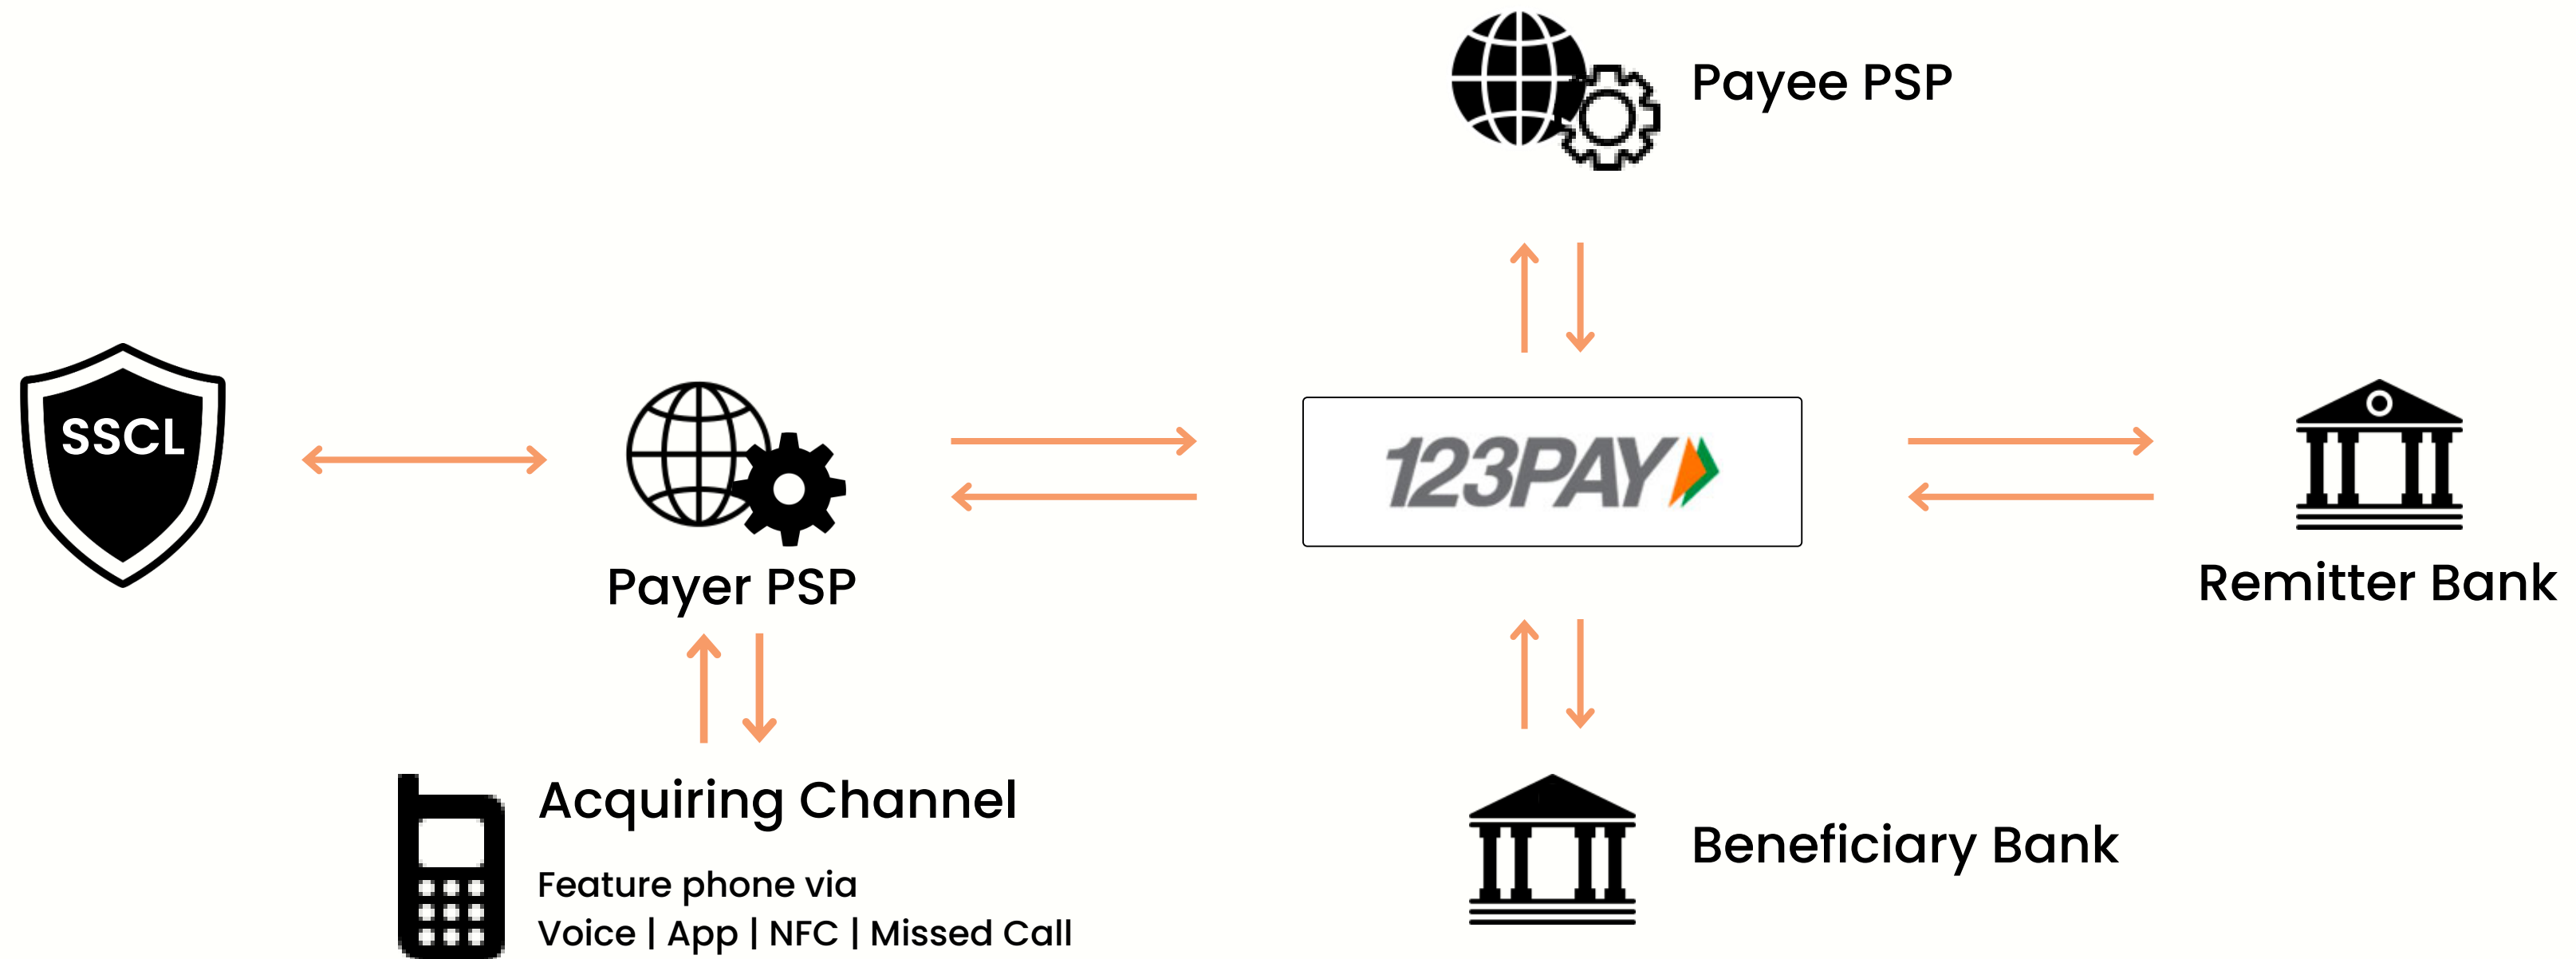 Payee PSP
SSCL
123PAY
Payer PSP
Remitter Bank
Acquiring Channel
Feature phone via
Voice | App | NFC | Missed Call
Beneficiary Bank